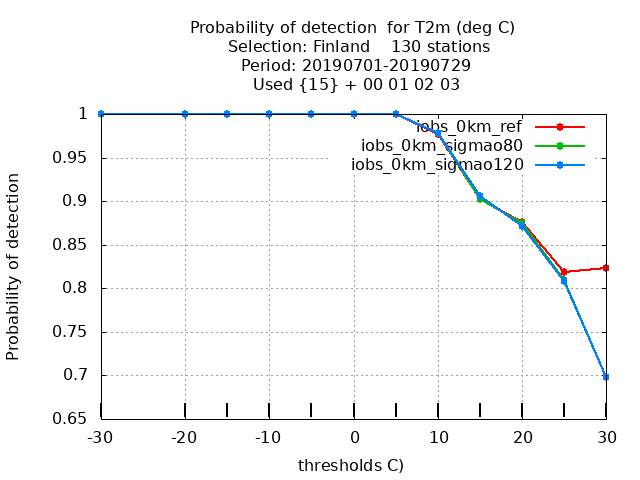 Probability of detection  for T2m (deg C)
Selection: Finland    130 stations
Period: 20190701-20190729
Used {15} + 00 01 02 03
1
0.95
0.9
0.85
0.8
0.75
0.7
0.65
Probability of detection
iobs_0km_ref
iobs_0km_sigmao80
iobs_0km_sigmao120
-30
-20
-10
0
10
20
30
thresholds C)